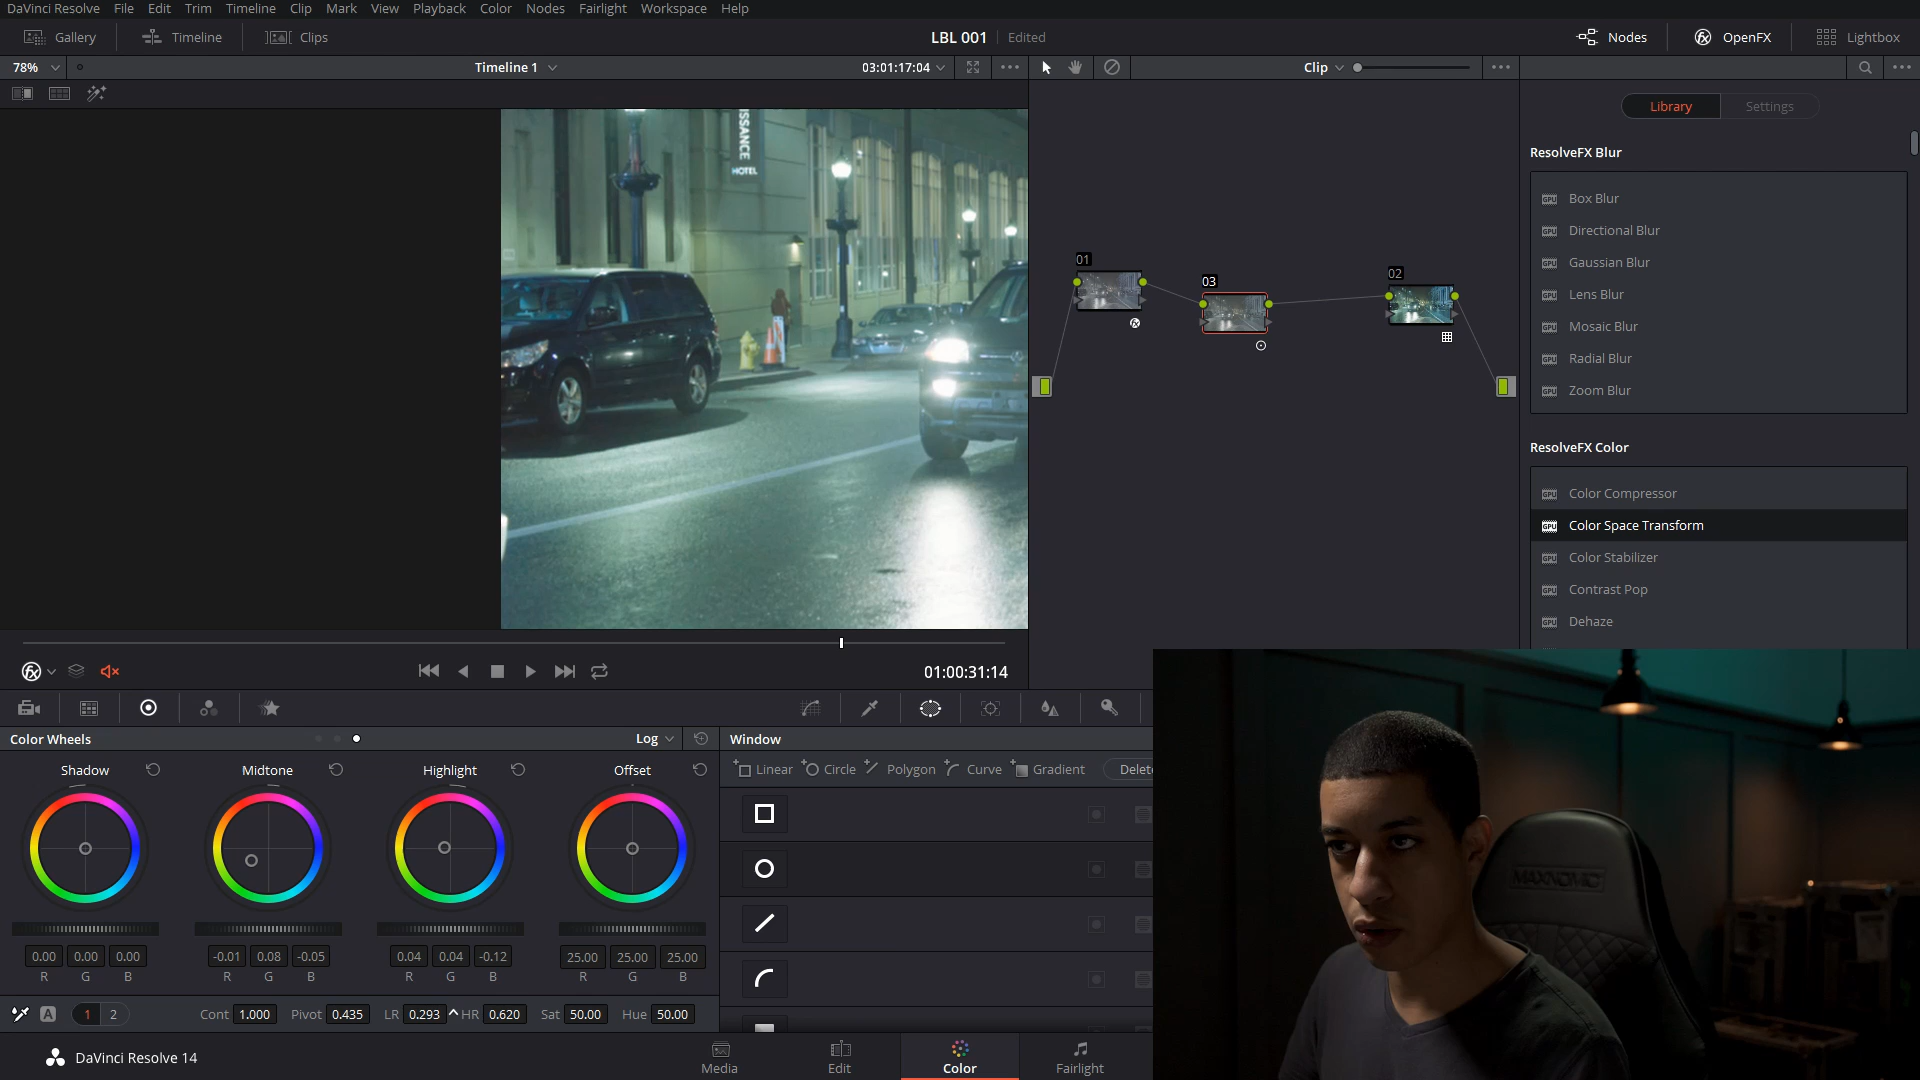 DaVinci Resolve File Edit Trim Timeline Clip Mark View Playback Color Nodes Fairlight Workspace Help
Gallery Timeline Clips LBL 001 Edited Nodes OpenFX Lightbox
78% Timeline 1 03:01:17:04 Clip
Library Settings
ISSANCE
HOTEL
ResolveFX Blur
Box Blur
Directional Blur
Gaussian Blur
Lens Blur
Mosaic Blur
Radial Blur
Zoom Blur
01
03
02
ResolveFX Color
Color Compressor
Color Space Transform
Color Stabilizer
Contrast Pop
Dehaze
01:00:31:14
Color Wheels Log Window
Shadow Midtone Highlight Offset
Linear Circle Polygon Curve Gradient Delet
0.00 0.00 0.00 -0.01 0.08 -0.05 0.04 0.04 -0.12 25.00 25.00 25.00
R G B R G B R G B R G B
A 1 2 Cont 1.000 Pivot 0.435 LR 0.293 HR 0.620 Sat 50.00 Hue 50.00
DaVinci Resolve 14 Media Edit Color Fairlight
MAXNOMIC